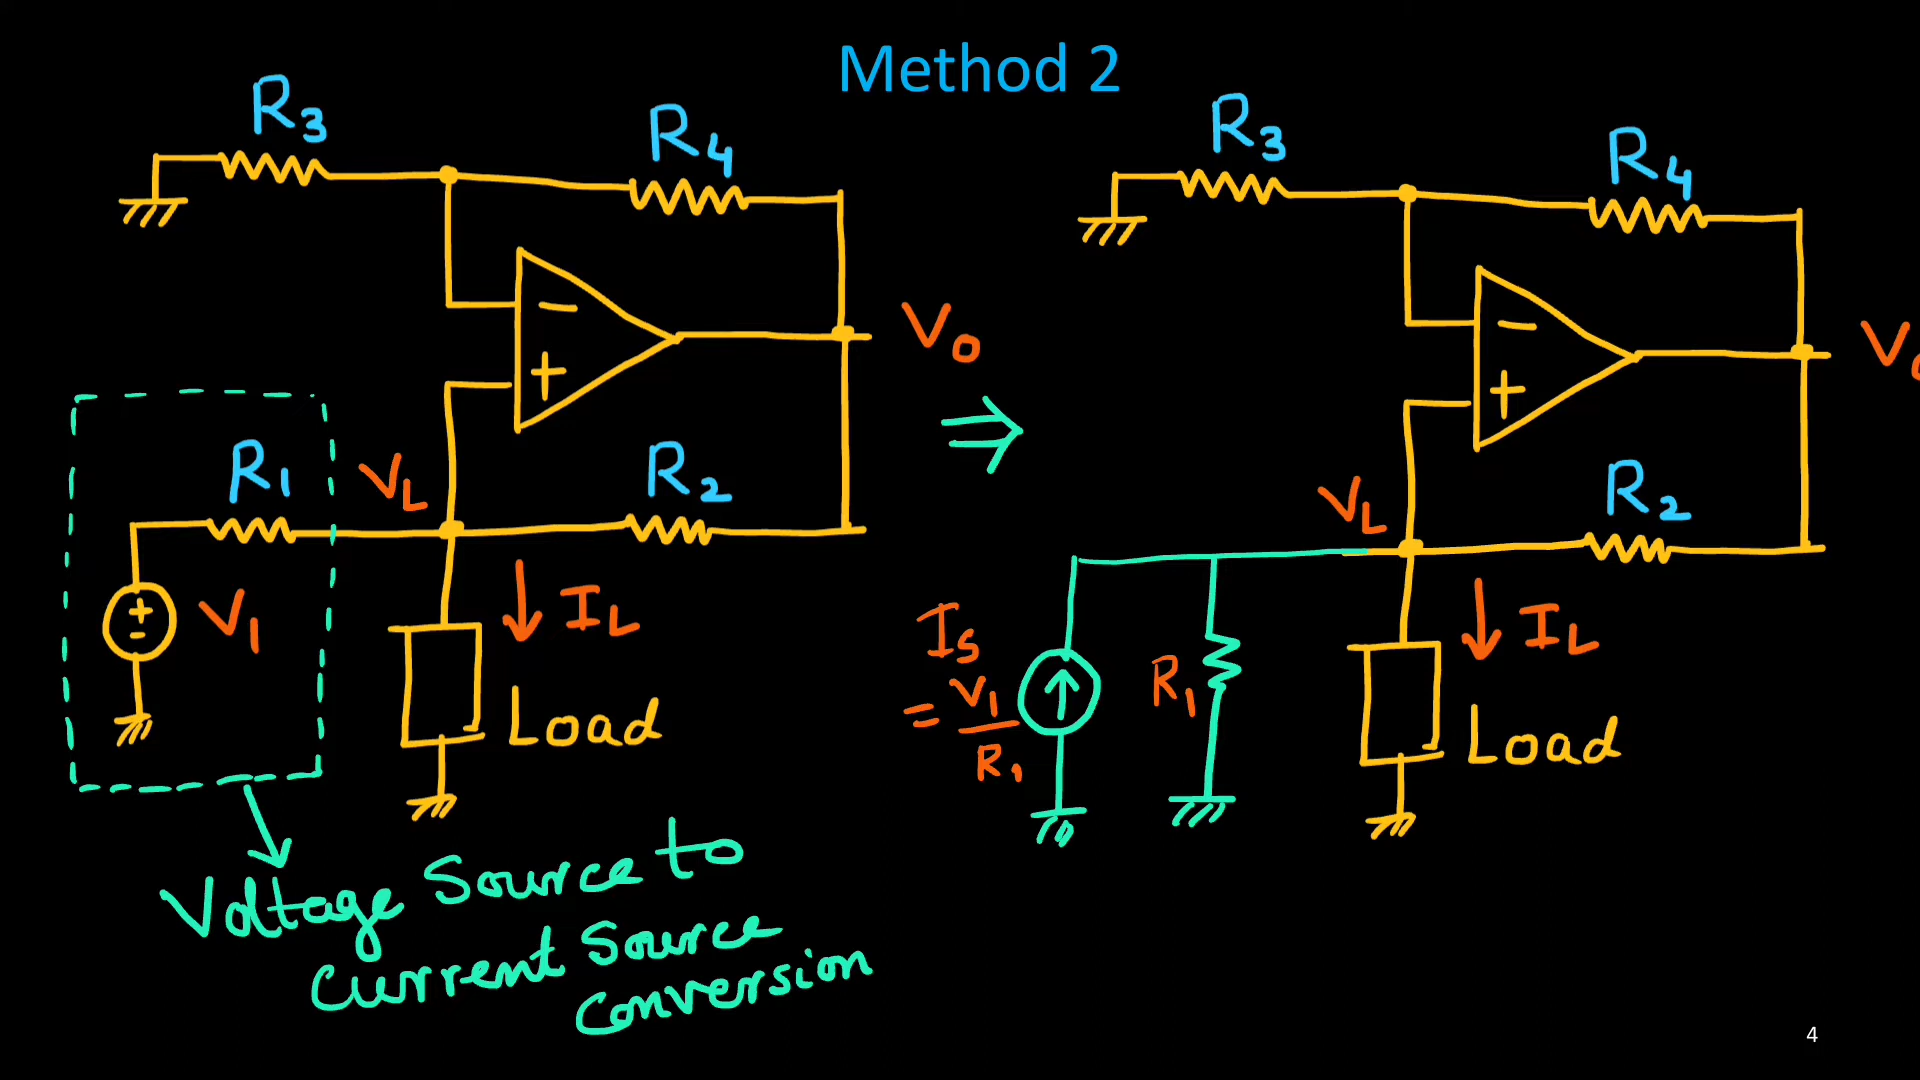 Method 2
R3
R4
Vo
R1
VL
R2
V1
IL
Load
+
-
-
+
Voltage Source to
Current Source
Conversion
⇒
R3
R4
Vo
-
+
VL
R2
Is
= V1/R1
R1
IL
Load
4